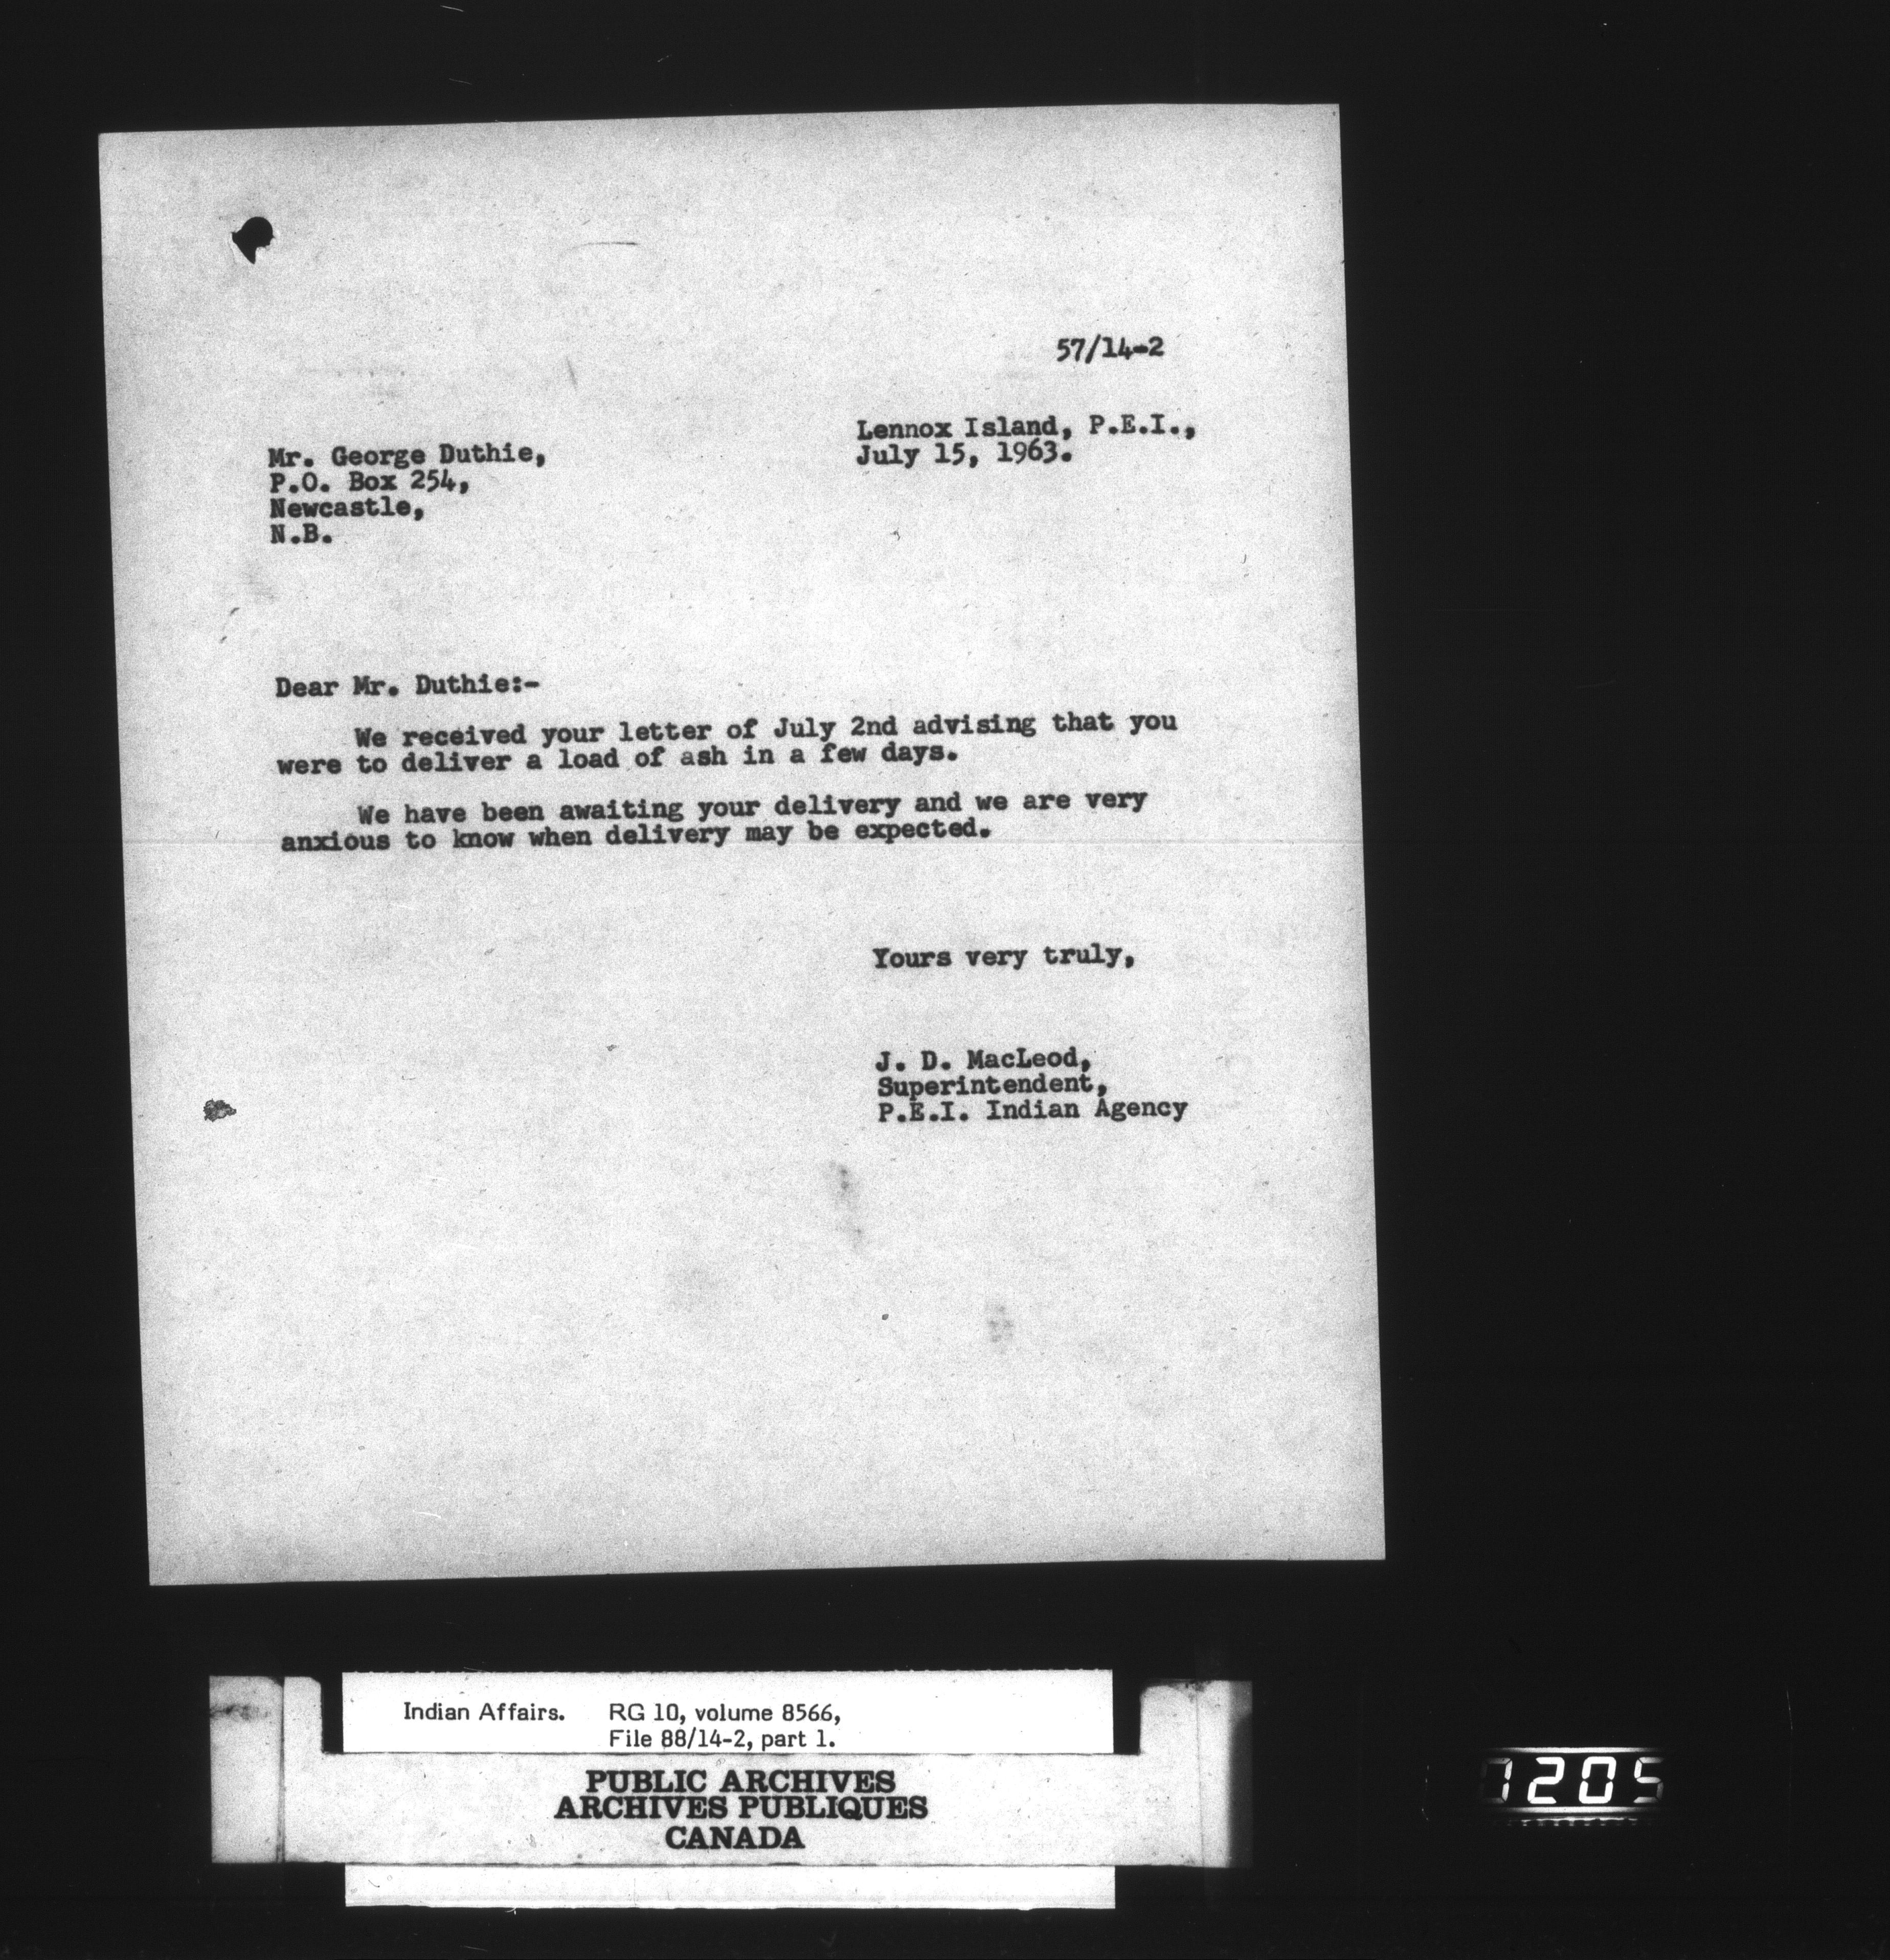 57/14-2
Lennox Island, P.E.I.,
July 15, 1963.
Mr. George Duthie,
P.O. Box 254,
Newcastle,
N.B.
Dear Mr. Duthie:-
We received your letter of July 2nd advising that you
were to deliver a load of ash in a few days.
We have been awaiting your delivery and we are very
anxious to know when delivery may be expected.
Yours very truly,
J. D. MacLeod,
Superintendent,
P.E.I. Indian Agency
Indian Affairs. RG 10, volume 8566,
File 88/14-2, part 1.
PUBLIC ARCHIVES
ARCHIVES PUBLIQUES
CANADA
1205